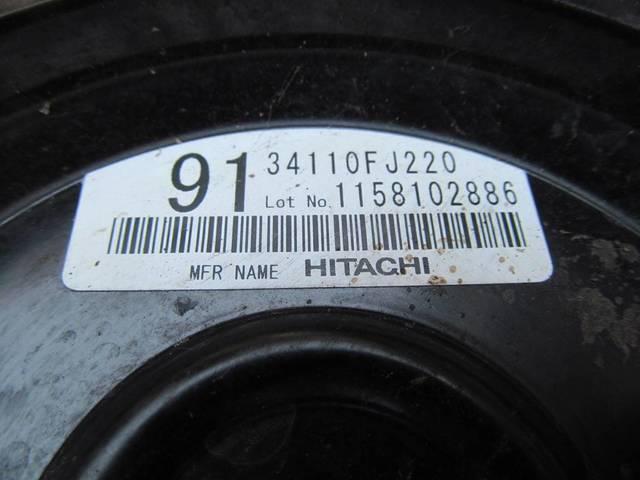 91 34110FJ220
Lot No. 1158102886
MFR NAME HITACHI